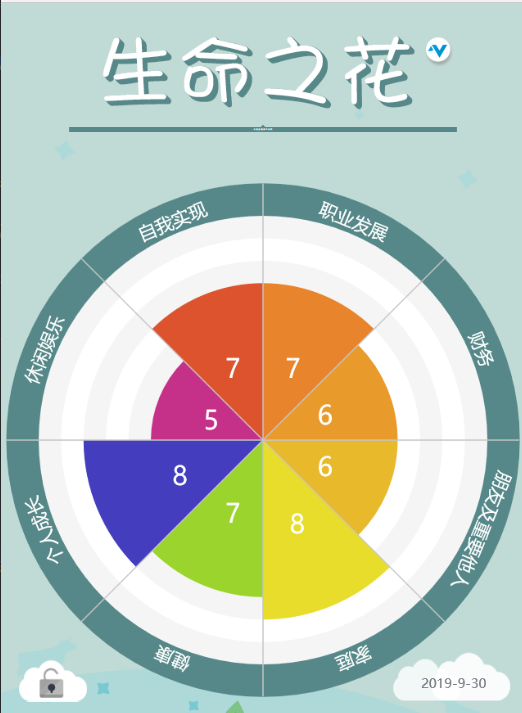 生命之花
职业发展
财务
朋友及重要他人
家庭
健康
个人成长
休闲娱乐
自我实现
7
6
6
8
7
8
5
7
2019-9-30